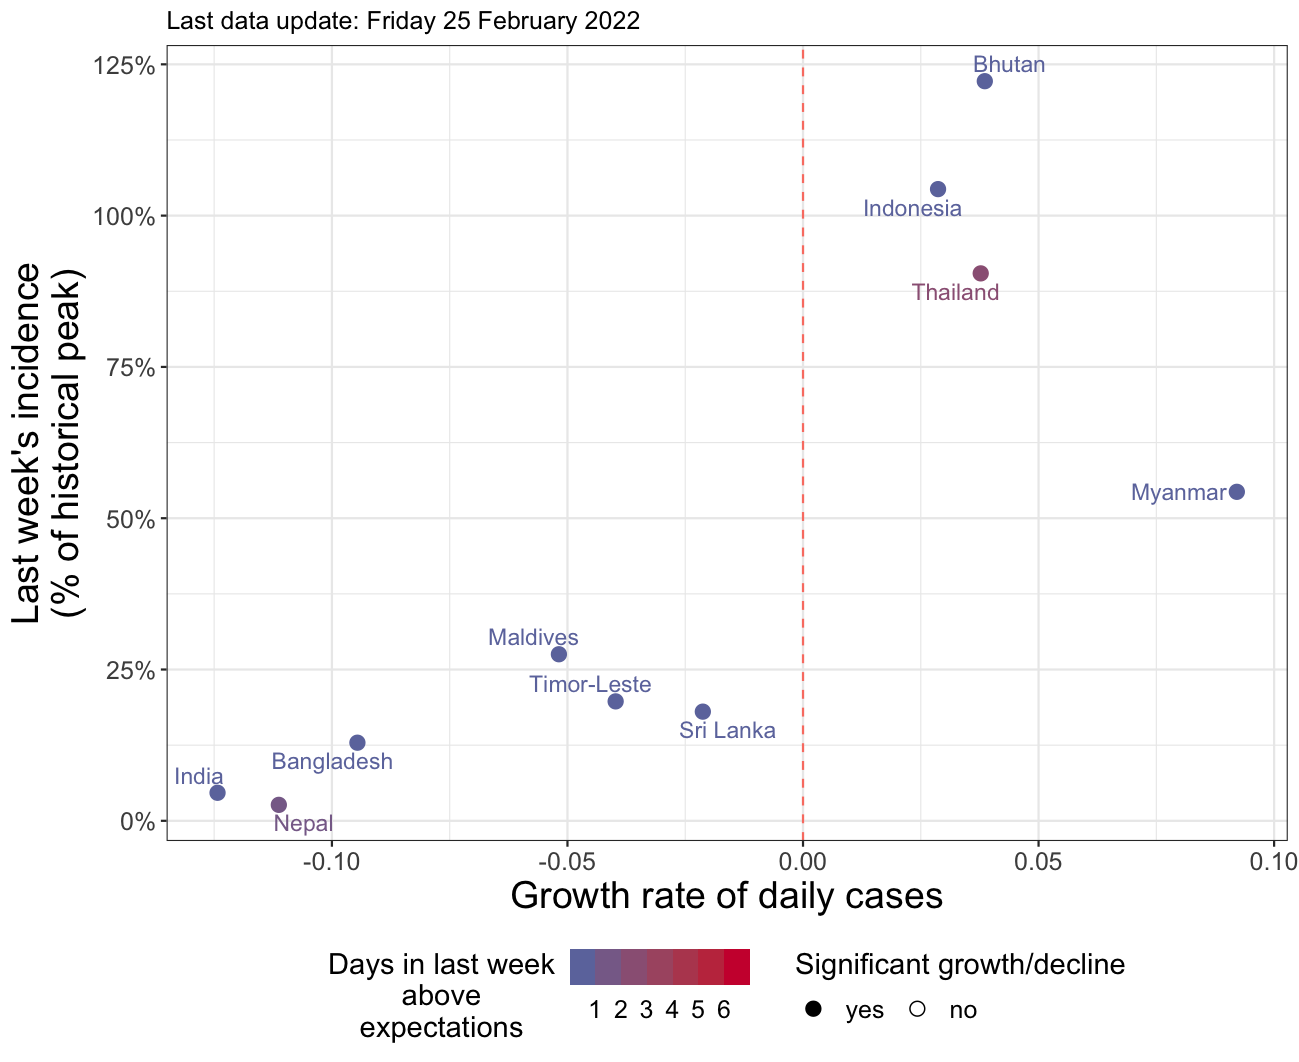 Last data update: Friday 25 February 2022
Last week's incidence
(% of historical peak)
125%
100%
75%
50%
25%
0%
Bhutan
Indonesia
Thailand
Myanmar
Maldives
Timor-Leste
Sri Lanka
Bangladesh
India
Nepal
-0.10
-0.05
0.00
0.05
0.10
Growth rate of daily cases
Days in last week
above
expectations
1 2 3 4 5 6
Significant growth/decline
yes no